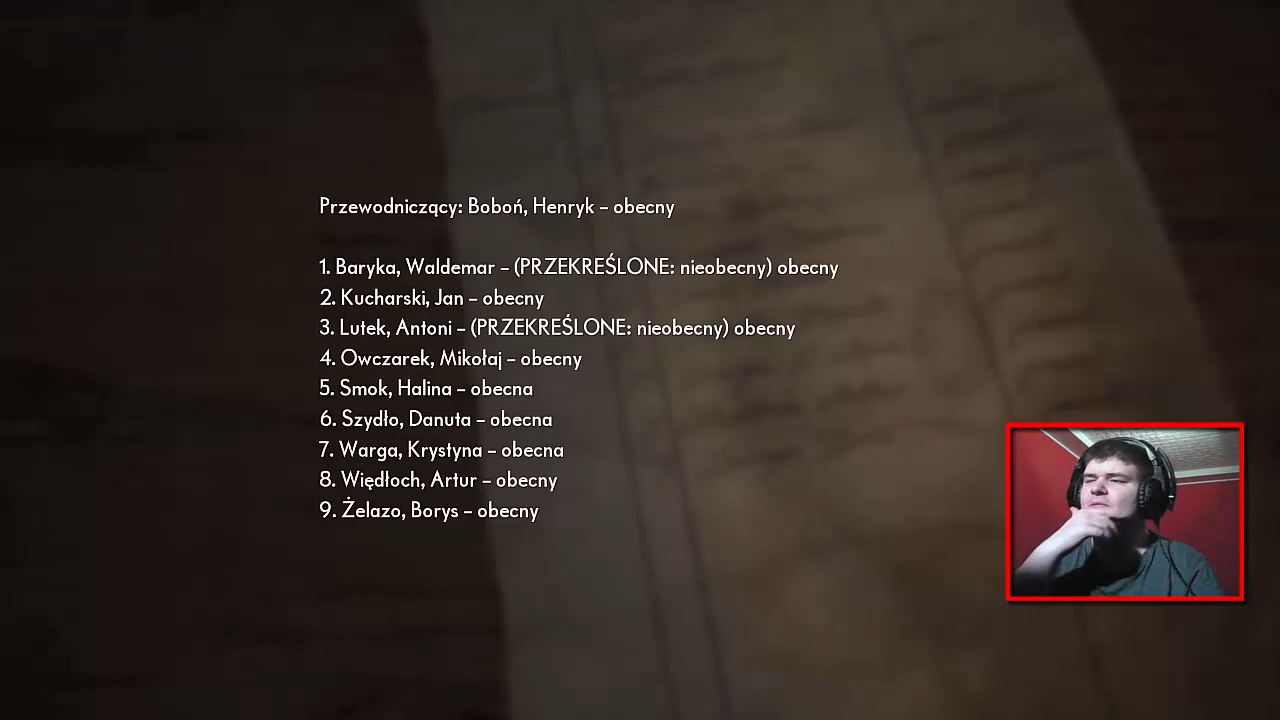 Przewodniczący: Boboń, Henryk – obecny
1. Baryka, Waldemar – (PRZEKREŚLONE: nieobecny) obecny
2. Kucharski, Jan – obecny
3. Lutek, Antoni – (PRZEKREŚLONE: nieobecny) obecny
4. Owczarek, Mikołaj – obecny
5. Smok, Halina – obecna
6. Szydło, Danuta – obecna
7. Warga, Krystyna – obecna
8. Więdłoch, Artur – obecny
9. Żelazo, Borys – obecny